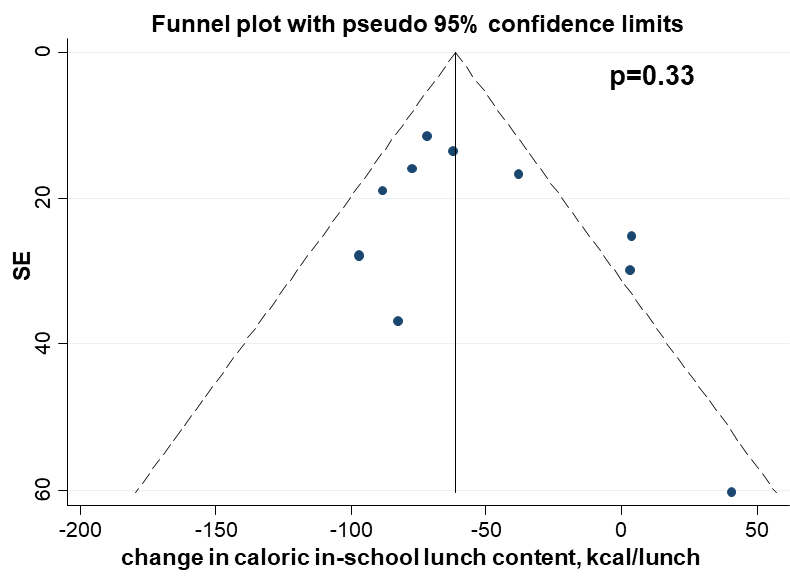 Funnel plot with pseudo 95% confidence limits
p=0.33
0
20
40
60
SE
-200 -150 -100 -50 0 50
change in caloric in-school lunch content, kcal/lunch